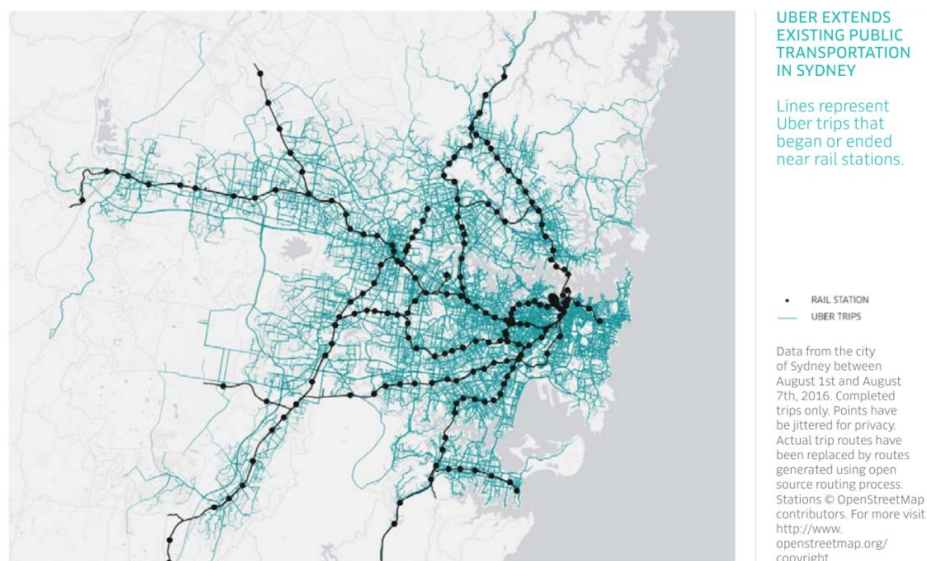 UBER EXTENDS
EXISTING PUBLIC
TRANSPORTATION
IN SYDNEY
Lines represent
Uber trips that
began or ended
near rail stations.
RAIL STATION
UBER TRIPS
Data from the city
of Sydney between
August 1st and August
7th, 2016. Completed
trips only. Points have
be jittered for privacy.
Actual trip routes have
been replaced by routes
generated using open
source routing process.
Stations © OpenStreetMap
contributors. For more visit
http://www.
openstreetmap.org/
copyright